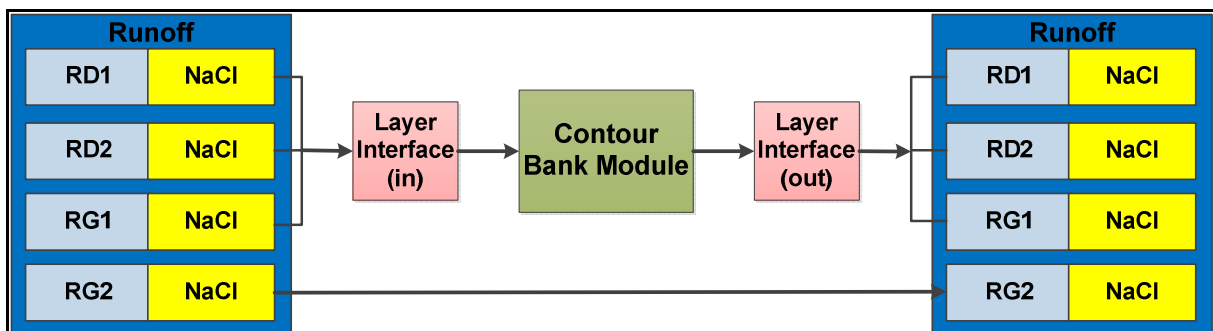 Runoff
RD1 NaCl
RD2 NaCl
RG1 NaCl
RG2 NaCl
Layer
Interface
(in)
Contour
Bank Module
Layer
Interface
(out)
Runoff
RD1 NaCl
RD2 NaCl
RG1 NaCl
RG2 NaCl